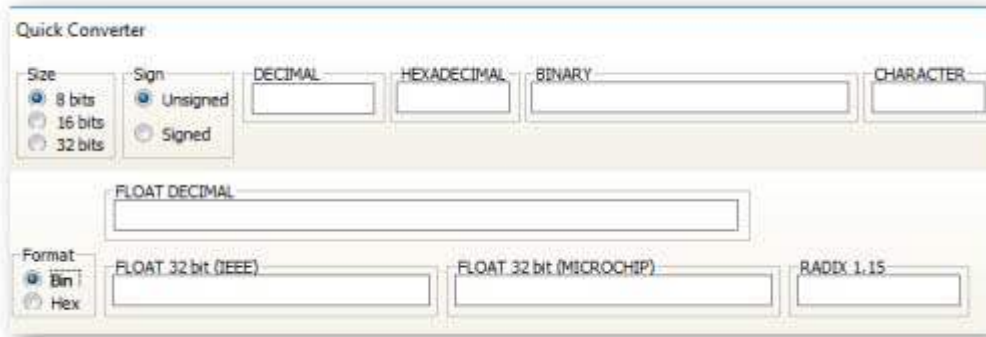 Quick Converter
Size Sign DECIMAL HEXADECIMAL BINARY CHARACTER
8 bits Unsigned
16 bits
32 bits Signed
FLOAT DECIMAL
Format
Bin FLOAT 32 bit (IEEE) FLOAT 32 bit (MICROCHIP) RADIX 1.15
Hex